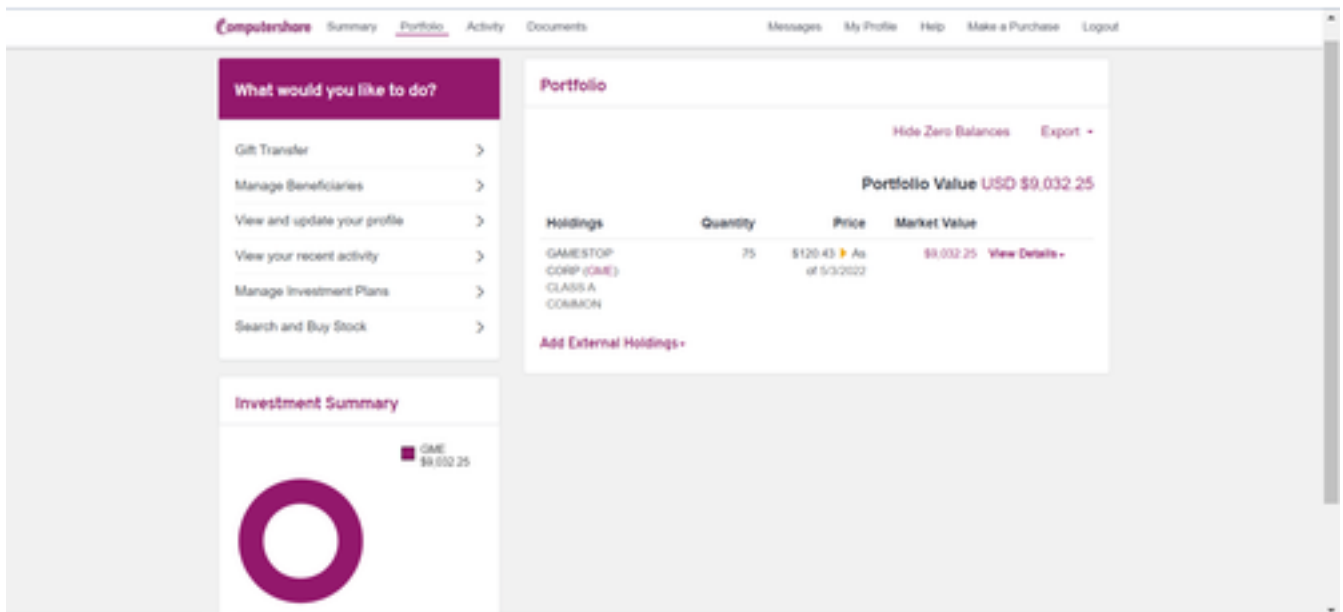 Computershare Summary Portfolio Activity Documents Messages My Profile Help Make a Purchase Logout
What would you like to do?
Gift Transfer
Manage Beneficiaries
View and update your profile
View your recent activity
Manage Investment Plans
Search and Buy Stock
Investment Summary
GME
$9,032.25
Portfolio
Hide Zero Balances Export
Portfolio Value USD $9,032.25
Holdings Quantity Price Market Value
GAMESTOP 75 $120.43 As $9,032.25 View Details
CORP (GME) of 5/3/2022
CLASS A
COMMON
Add External Holdings